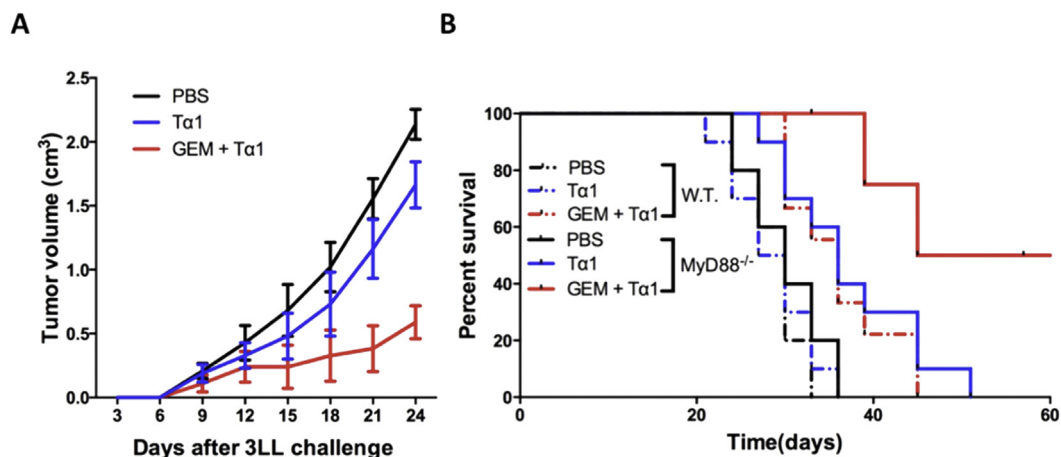 A
B
Tumor volume (cm³)
2.5
2.0
1.5
1.0
0.5
0.0
PBS
Tα1
GEM + Tα1
3 6 9 12 15 18 21 24
Days after 3LL challenge
Percent survival
100
80
60
40
20
0
PBS
Tα1
GEM + Tα1
W.T.
PBS
Tα1
GEM + Tα1
MyD88⁻/⁻
0 20 40 60
Time(days)